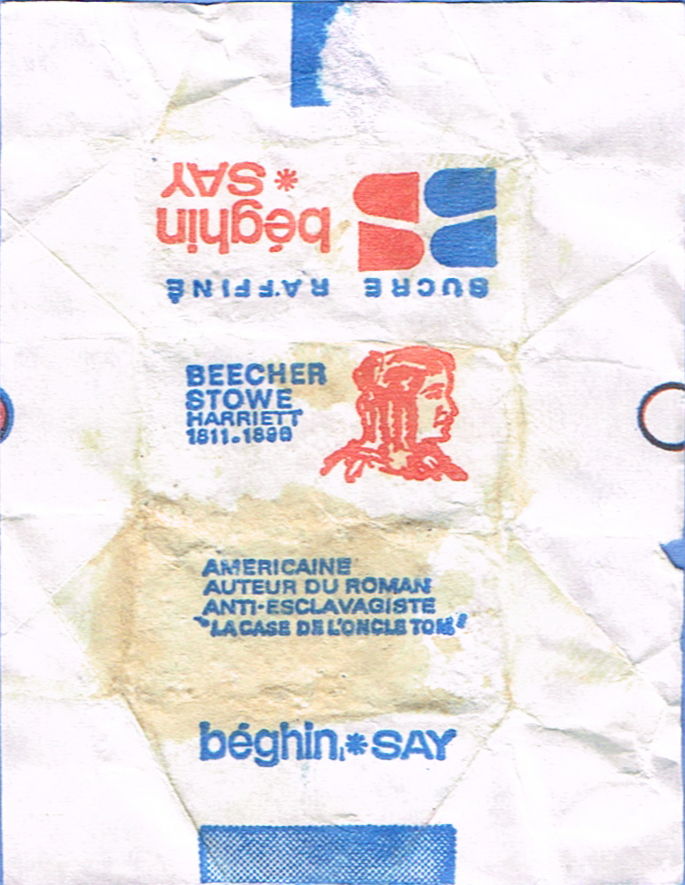 SUCRE RAFFINÉ
béghin
SAY*
BEECHER
STOWE
HARRIETT
1811.1896
AMERICAINE
AUTEUR DU ROMAN
ANTI-ESCLAVAGISTE
"LA CASE DE L'ONCLE TOM"
béghin*SAY